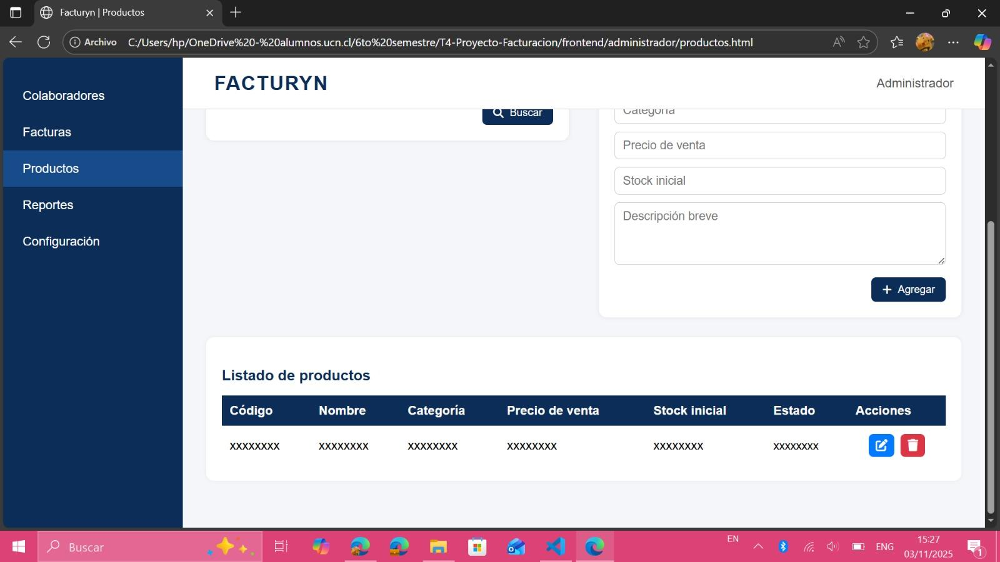 Facturyn | Productos
Archivo C:/Users/hp/OneDrive%20-%20alumnos.ucn.cl/6to%20semestre/T4-Proyecto-Facturacion/frontend/administrador/productos.html
FACTURYN
Administrador
Colaboradores
Facturas
Productos
Reportes
Configuración
Buscar
Categoría
Precio de venta
Stock inicial
Descripción breve
+ Agregar
Listado de productos
Código Nombre Categoría Precio de venta Stock inicial Estado Acciones
xxxxxxxx xxxxxxxx xxxxxxxx xxxxxxxx xxxxxxxx xxxxxxxx
Buscar
EN
ENG
15:27
03/11/2025
1